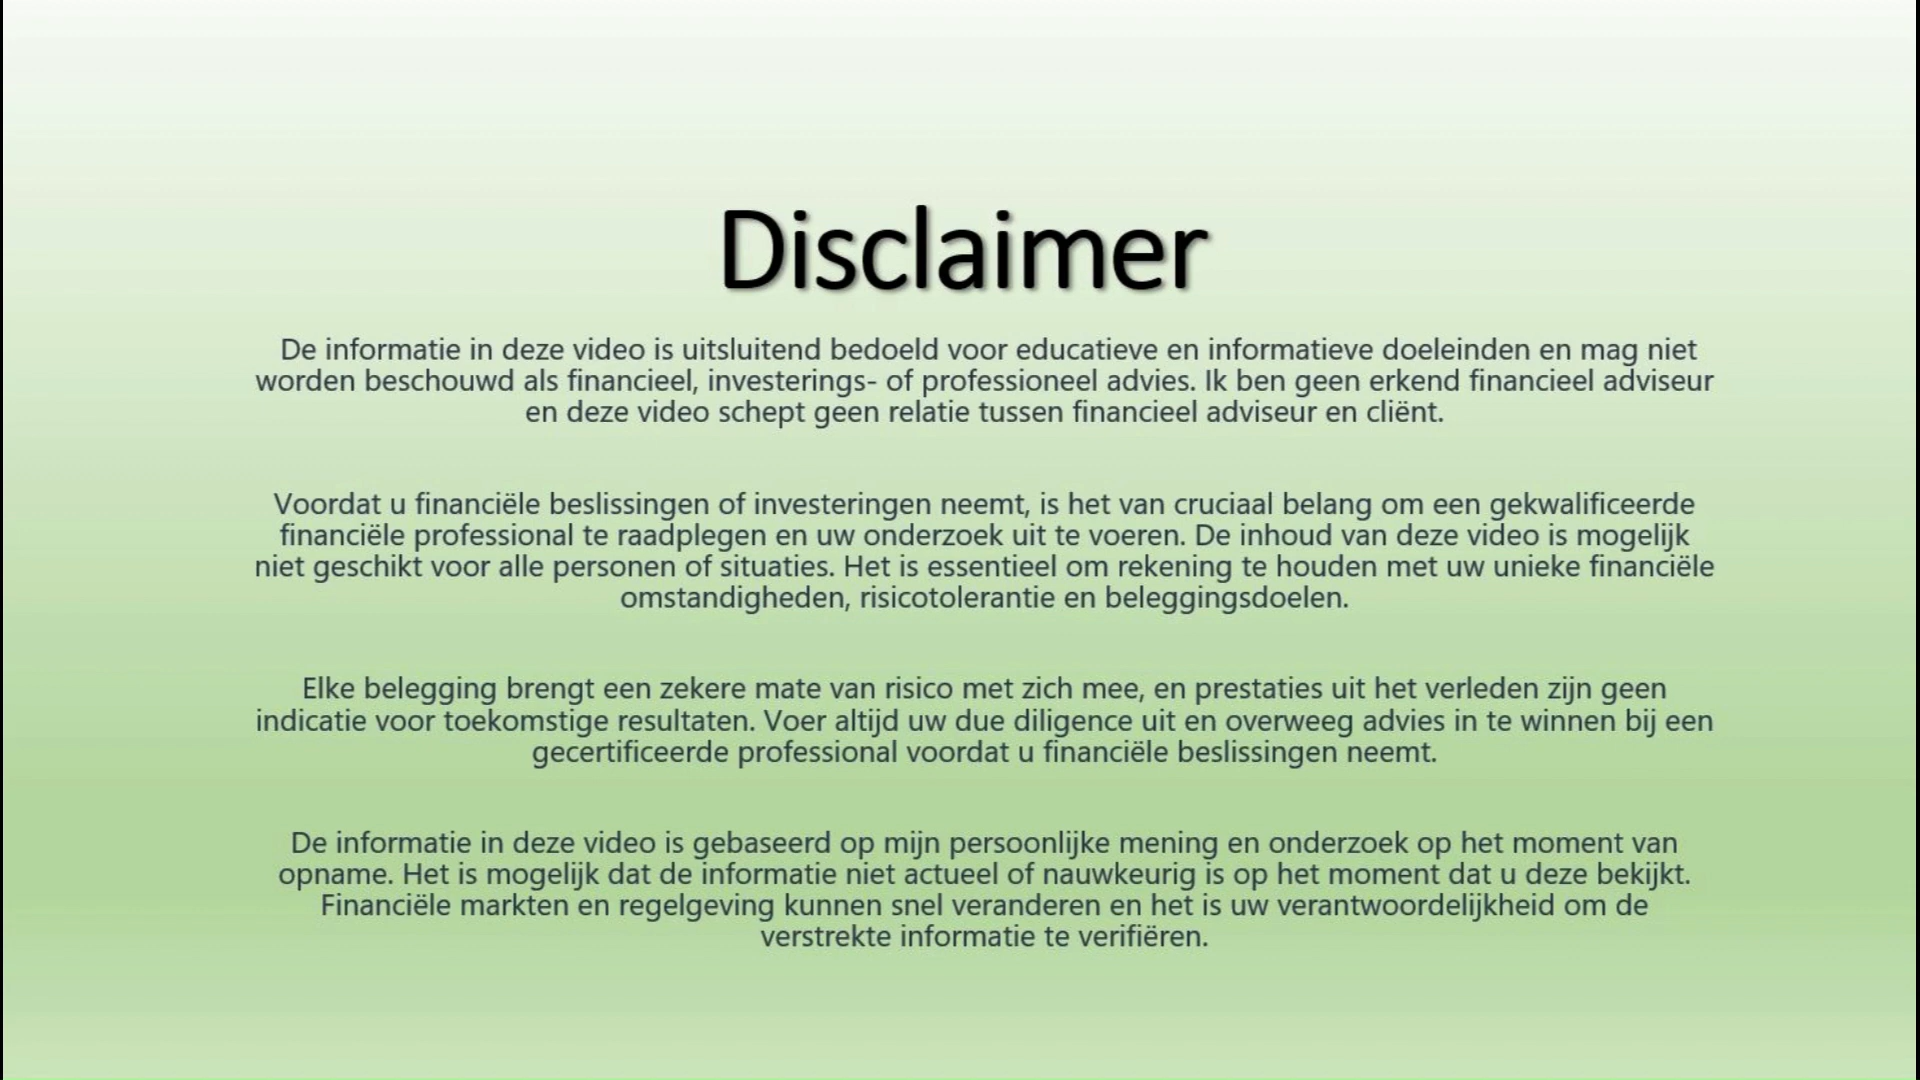 Disclaimer
De informatie in deze video is uitsluitend bedoeld voor educatieve en informatieve doeleinden en mag niet
worden beschouwd als financieel, investerings- of professioneel advies. Ik ben geen erkend financieel adviseur
en deze video schept geen relatie tussen financieel adviseur en cliënt.
Voordat u financiële beslissingen of investeringen neemt, is het van cruciaal belang om een gekwalificeerde
financiële professional te raadplegen en uw onderzoek uit te voeren. De inhoud van deze video is mogelijk
niet geschikt voor alle personen of situaties. Het is essentieel om rekening te houden met uw unieke financiële
omstandigheden, risicotolerantie en beleggingsdoelen.
Elke belegging brengt een zekere mate van risico met zich mee, en prestaties uit het verleden zijn geen
indicatie voor toekomstige resultaten. Voer altijd uw due diligence uit en overweeg advies in te winnen bij een
gecertificeerde professional voordat u financiële beslissingen neemt.
De informatie in deze video is gebaseerd op mijn persoonlijke mening en onderzoek op het moment van
opname. Het is mogelijk dat de informatie niet actueel of nauwkeurig is op het moment dat u deze bekijkt.
Financiële markten en regelgeving kunnen snel veranderen en het is uw verantwoordelijkheid om de
verstrekte informatie te verifiëren.